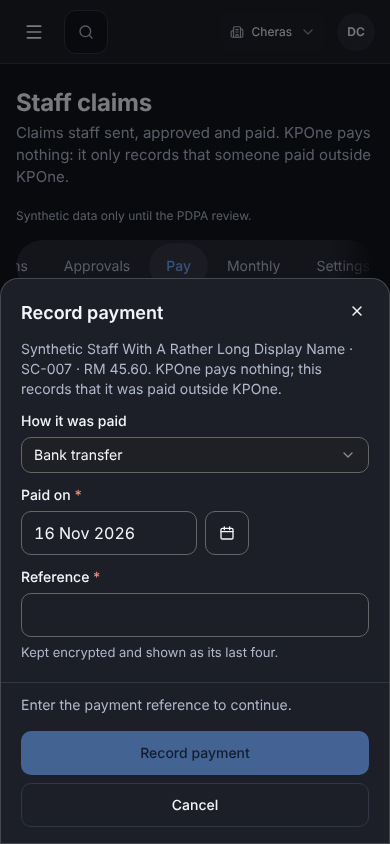 Cheras
DC
Staff claims
Claims staff sent, approved and paid. KPOne pays
nothing: it only records that someone paid outside
KPOne.
Synthetic data only until the PDPA review.
ns Approvals Pay Monthly Settings
Record payment
Synthetic Staff With A Rather Long Display Name ·
SC-007 · RM 45.60. KPOne pays nothing; this
records that it was paid outside KPOne.
How it was paid
Bank transfer
Paid on *
16 Nov 2026
Reference *
Kept encrypted and shown as its last four.
Enter the payment reference to continue.
Record payment
Cancel